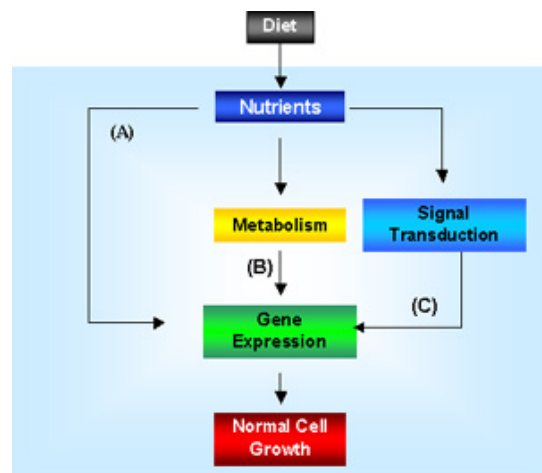 Diet
Nutrients
(A)
Metabolism
Signal
Transduction
(B)
(C)
Gene
Expression
Normal Cell
Growth